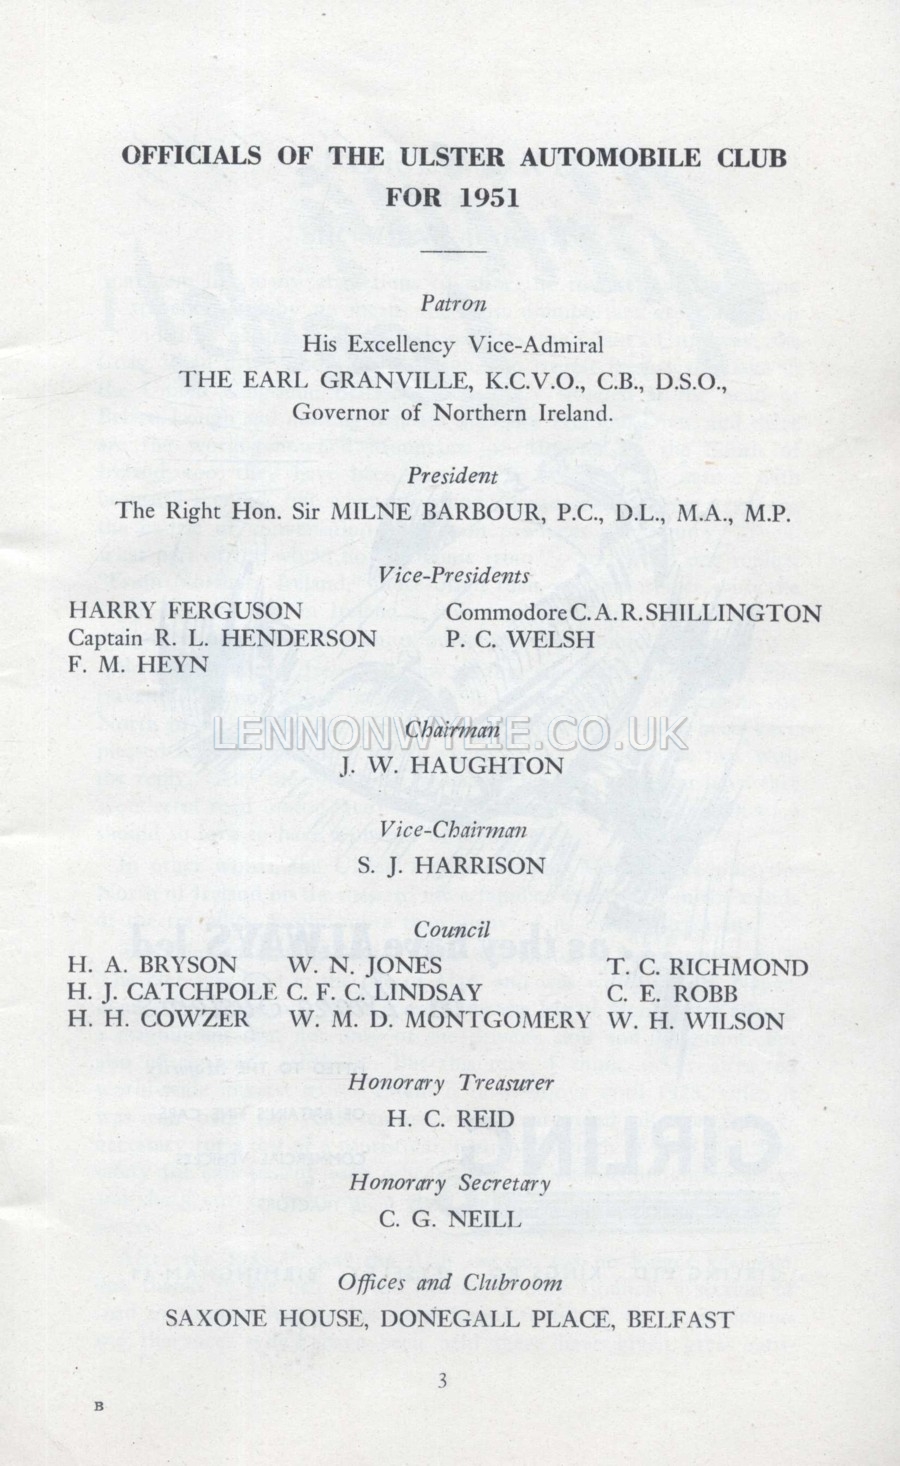 OFFICIALS OF THE ULSTER AUTOMOBILE CLUB
FOR 1951
Patron
His Excellency Vice-Admiral
THE EARL GRANVILLE, K.C.V.O., C.B., D.S.O.,
Governor of Northern Ireland.
President
The Right Hon. Sir MILNE BARBOUR, P.C., D.L., M.A., M.P.
Vice-Presidents
HARRY FERGUSON Commodore C. A. R. SHILLINGTON
Captain R. L. HENDERSON P. C. WELSH
F. M. HEYN
LENNONWYLIE.CO.UK
Chairman
J. W. HAUGHTON
Vice-Chairman
S. J. HARRISON
Council
H. A. BRYSON W. N. JONES T. C. RICHMOND
H. J. CATCHPOLE C. F. C. LINDSAY C. E. ROBB
H. H. COWZER W. M. D. MONTGOMERY W. H. WILSON
Honorary Treasurer
H. C. REID
Honorary Secretary
C. G. NEILL
Offices and Clubroom
SAXONE HOUSE, DONEGALL PLACE, BELFAST
3
B